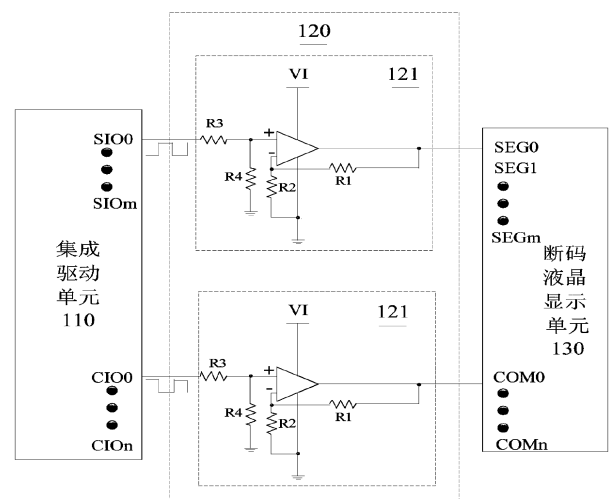 120
121
VI
R3
+
-
R4
R2
R1
SIO0
SIOm
集成
驱动
单元
110
CIO0
CIOn
SEG0
SEG1
SEGm
断码
液晶
显示
单元
130
COM0
COMn
121
VI
R3
+
-
R4
R2
R1